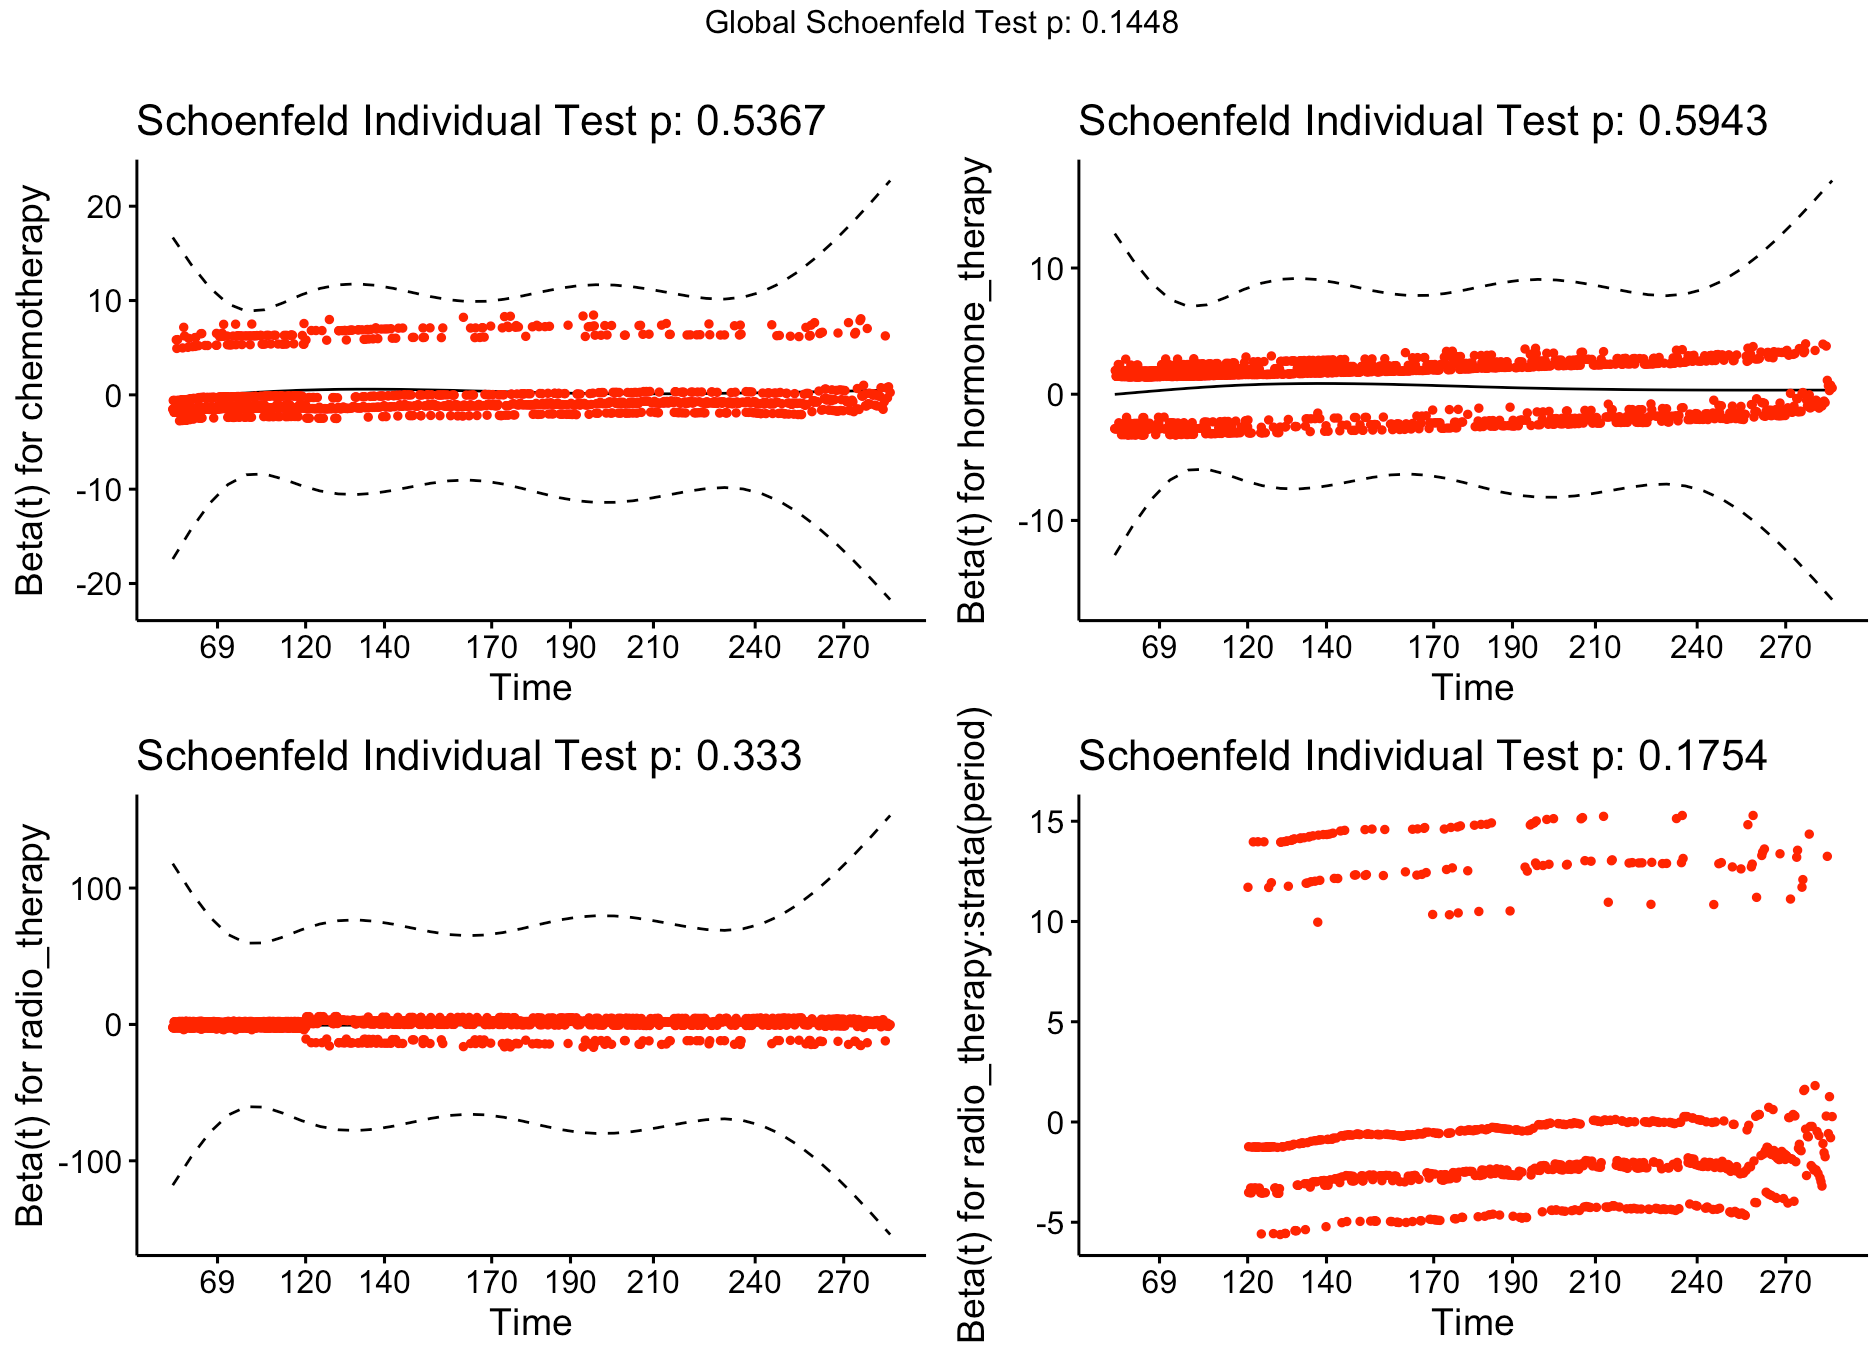 Global Schoenfeld Test p: 0.1448
Schoenfeld Individual Test p: 0.5367
Beta(t) for chemotherapy
20
10
0
-10
-20
69 120 140 170 190 210 240 270
Time
Schoenfeld Individual Test p: 0.5943
Beta(t) for hormone_therapy
10
0
-10
69 120 140 170 190 210 240 270
Time
Schoenfeld Individual Test p: 0.333
Beta(t) for radio_therapy
100
0
-100
69 120 140 170 190 210 240 270
Time
Schoenfeld Individual Test p: 0.1754
Beta(t) for radio_therapy:strata(period)
15
10
5
0
-5
69 120 140 170 190 210 240 270
Time